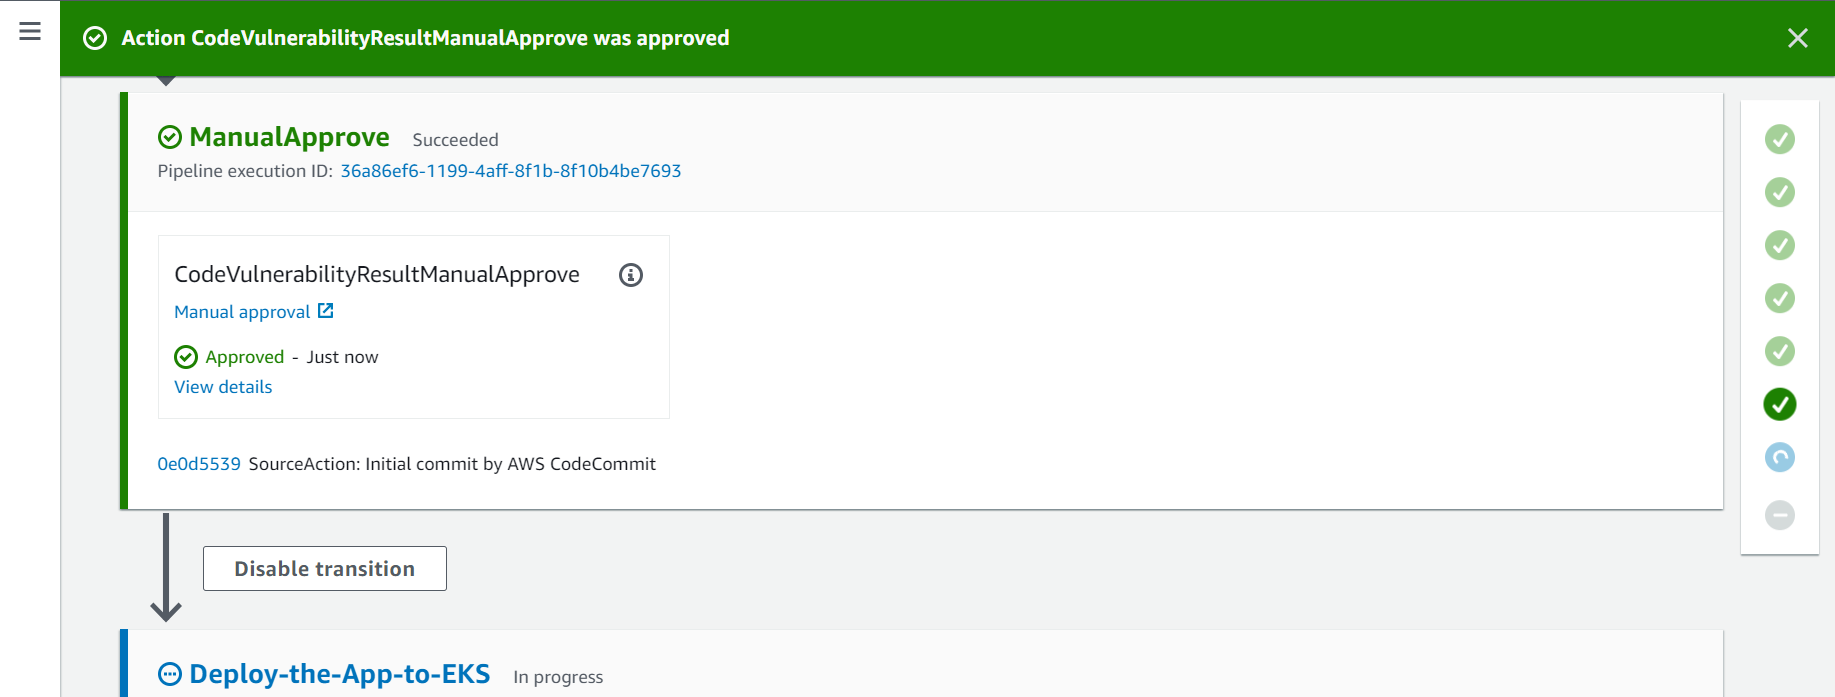 Action CodeVulnerabilityResultManualApprove was approved
ManualApprove Succeeded
Pipeline execution ID: 36a86ef6-1199-4aff-8f1b-8f10b4be7693
CodeVulnerabilityResultManualApprove
Manual approval
Approved - Just now
View details
0e0d5539 SourceAction: Initial commit by AWS CodeCommit
Disable transition
Deploy-the-App-to-EKS In progress